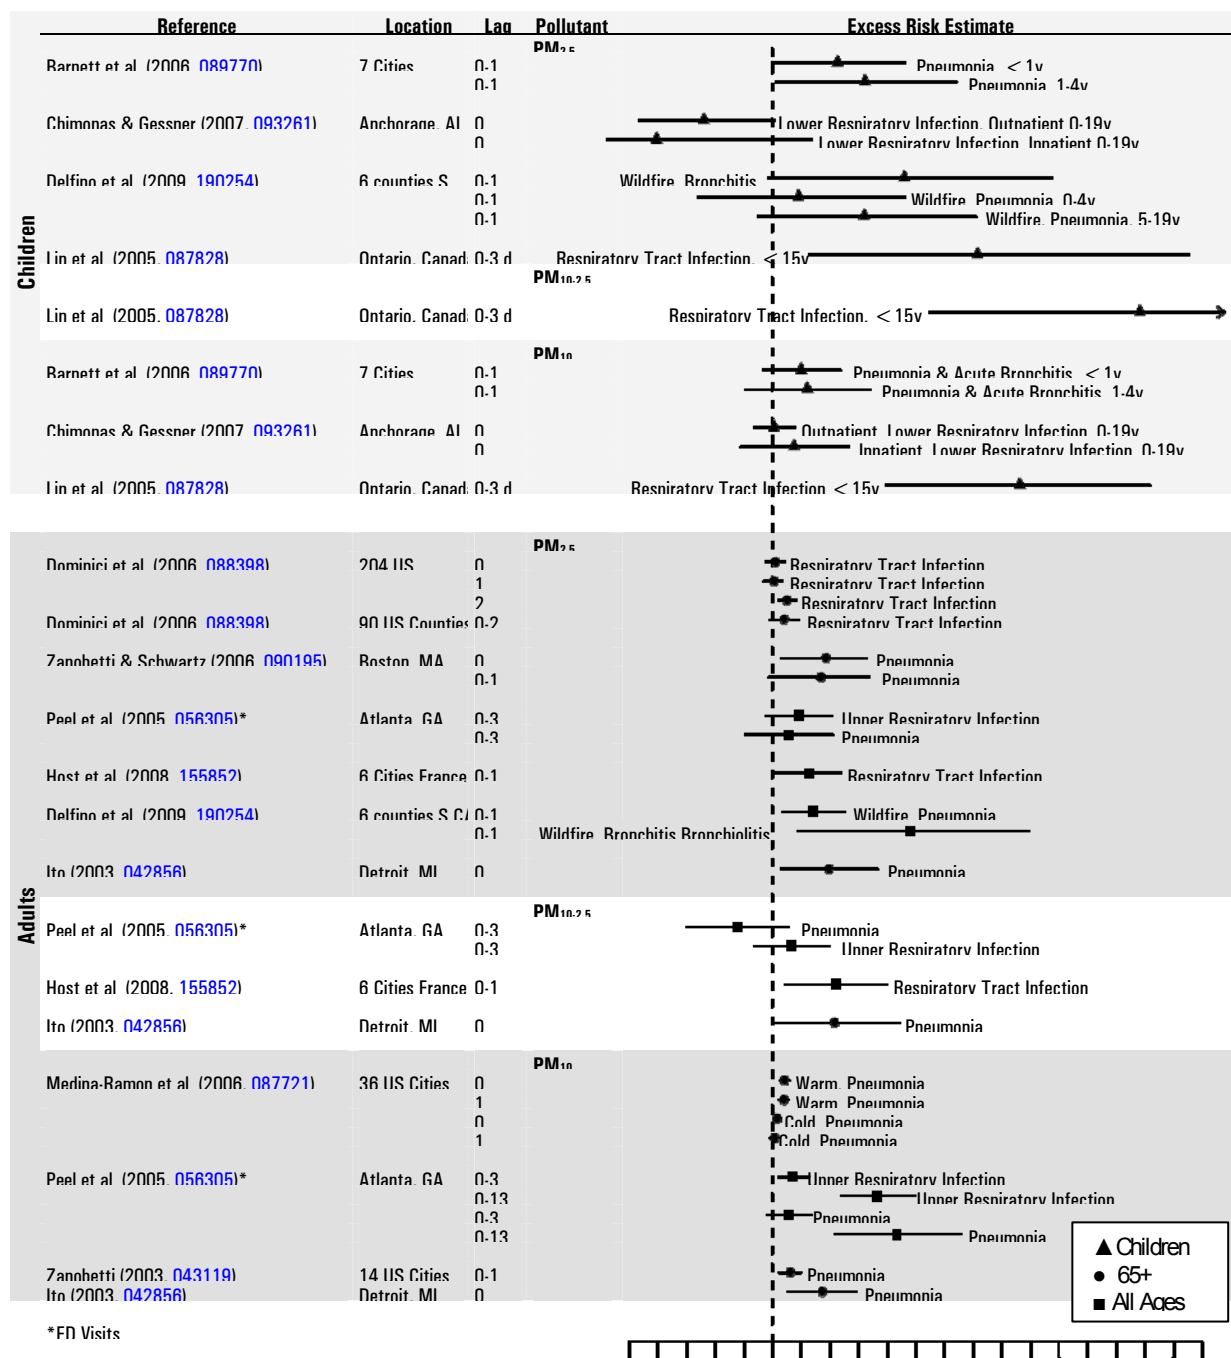 Reference Location Lag Pollutant Excess Risk Estimate
Children
PM2.5
Barnett et al. (2006, 089770) 7 Cities 0-1 Pneumonia, <1y
0-1 Pneumonia, 1-4y
Chimonas & Gessner (2007, 093261) Anchorage, AL 0 Lower Respiratory Infection, Outpatient 0-19y
0 Lower Respiratory Infection, Inpatient 0-19y
Delfino et al. (2009, 190254) 6 counties S 0-1 Wildfire, Bronchitis
0-1 Wildfire, Pneumonia, 0-4y
0-1 Wildfire, Pneumonia, 5-19y
Lin et al. (2005, 087828) Ontario, Canad 0-3 d Respiratory Tract Infection, <15y
PM10-2.5
Lin et al. (2005, 087828) Ontario, Canad 0-3 d Respiratory Tract Infection, <15y
PM10
Barnett et al. (2006, 089770) 7 Cities 0-1 Pneumonia & Acute Bronchitis, <1y
0-1 Pneumonia & Acute Bronchitis, 1-4y
Chimonas & Gessner (2007, 093261) Anchorage, AL 0 Outpatient, Lower Respiratory Infection, 0-19y
0 Inpatient, Lower Respiratory Infection, 0-19y
Lin et al. (2005, 087828) Ontario, Canad 0-3 d Respiratory Tract Infection <15y
Adults
PM2.5
Dominici et al. (2006, 088398) 204 US 0 Respiratory Tract Infection
1 Respiratory Tract Infection
2 Respiratory Tract Infection
Dominici et al. (2006, 088398) 90 US Counties 0-2 Respiratory Tract Infection
Zanobetti & Schwartz (2006, 090195) Boston, MA 0 Pneumonia
0-1 Pneumonia
Peel et al. (2005, 056305)* Atlanta, GA 0-3 Upper Respiratory Infection
0-3 Pneumonia
Host et al. (2008, 155852) 6 Cities France 0-1 Respiratory Tract Infection
Delfino et al. (2009, 190254) 6 counties S CA 0-1 Wildfire, Pneumonia
0-1 Wildfire, Bronchitis Bronchiolitis
Ito (2003, 042856) Detroit, MI 0 Pneumonia
PM10-2.5
Peel et al. (2005, 056305)* Atlanta, GA 0-3 Pneumonia
0-3 Upper Respiratory Infection
Host et al. (2008, 155852) 6 Cities France 0-1 Respiratory Tract Infection
Ito (2003, 042856) Detroit, MI 0 Pneumonia
PM10
Medina-Ramon et al. (2006, 087721) 36 US Cities 0 Warm, Pneumonia
1 Warm, Pneumonia
0 Cold, Pneumonia
1 Cold, Pneumonia
Peel et al. (2005, 056305)* Atlanta, GA 0-3 Upper Respiratory Infection
0-13 Upper Respiratory Infection
0-3 Pneumonia
0-13 Pneumonia
Zanobetti (2003, 043119) 14 US Cities 0-1 Pneumonia
Ito (2003, 042856) Detroit, MI 0 Pneumonia
Children
65+
All Ages
*ED Visits